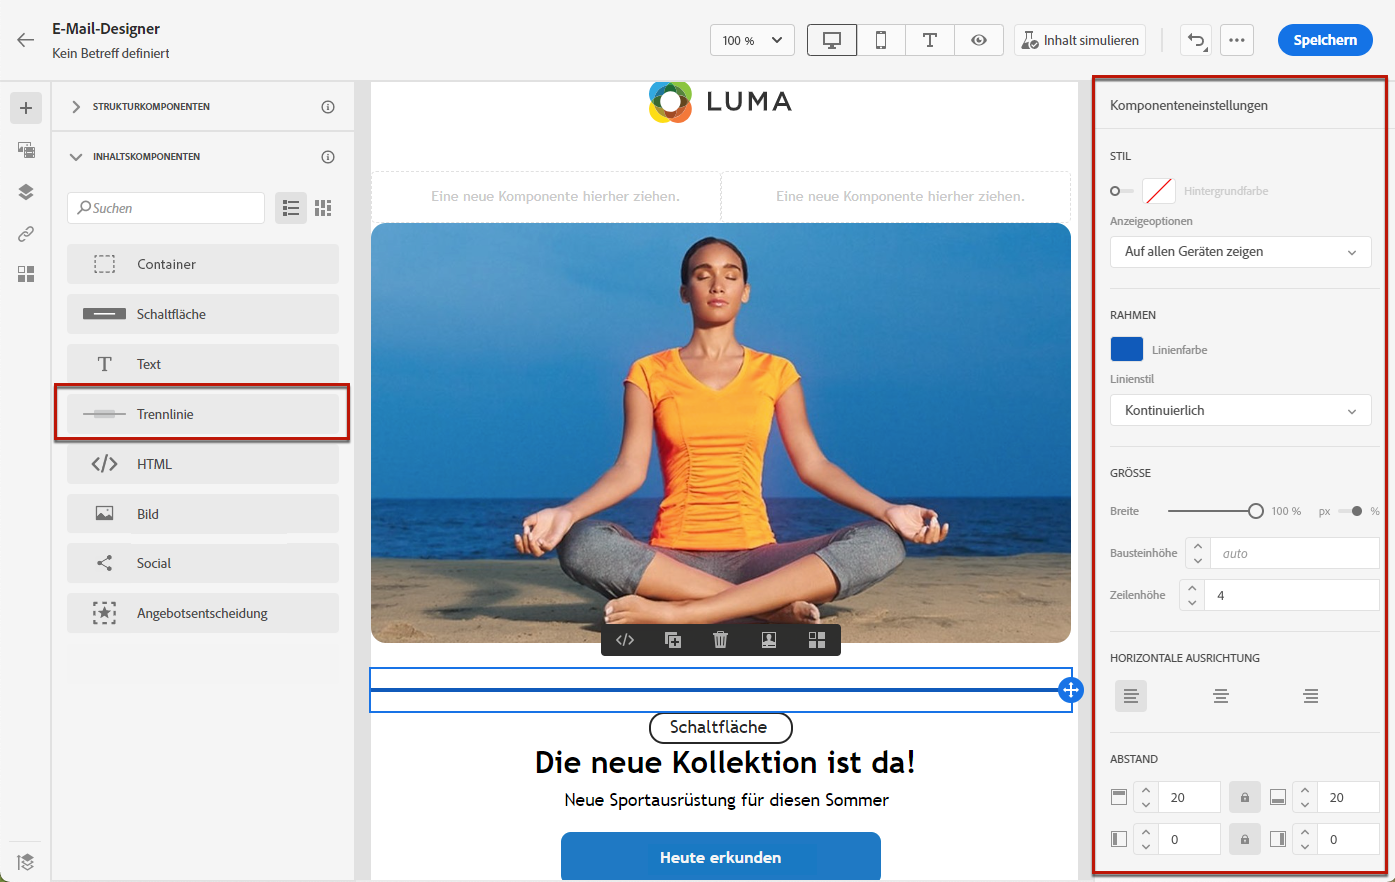 E-Mail-Designer
Kein Betreff definiert
100 %
Inhalt simulieren
Speichern
STRUKTURKOMPONENTEN
INHALTSKOMPONENTEN
Suchen
Container
Schaltfläche
Text
Trennlinie
HTML
Bild
Social
Angebotsentscheidung
LUMA
Eine neue Komponente hierher ziehen.
Eine neue Komponente hierher ziehen.
Schaltfläche
Die neue Kollektion ist da!
Neue Sportausrüstung für diesen Sommer
Heute erkunden
Komponenteneinstellungen
STIL
Hintergrundfarbe
Anzeigeoptionen
Auf allen Geräten zeigen
RAHMEN
Linienfarbe
Linienstil
Kontinuierlich
GRÖSSE
Breite 100 % px %
Bausteinhöhe auto
Zeilenhöhe 4
HORIZONTALE AUSRICHTUNG
ABSTAND
20 20
0 0